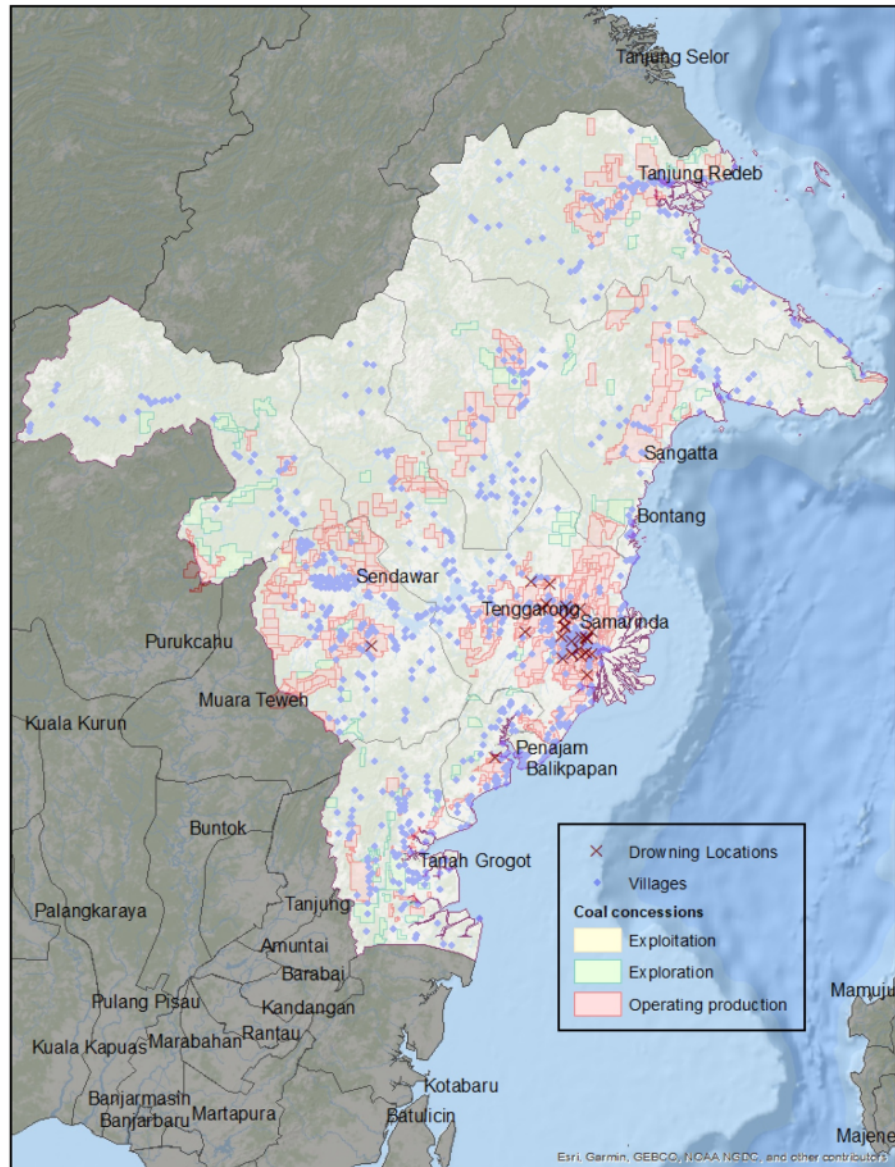 Tanjung Selor
Tanjung Redeb
Sangatta
Bontang
Sendawar
Tenggarong
Samarinda
Purukcahu
Muara Teweh
Kuala Kurun
Penajam
Balikpapan
Buntok
Tanah Grogot
Tanjung
Palangkaraya
Amuntai
Barabai
Pulang Pisau
Kandangan
Rantau
Kuala Kapuas
Marabahan
Kotabaru
Banjarmasin
Banjarbaru
Martapura
Batulicin
Drowning Locations
Villages
Coal concessions
Exploitation
Exploration
Operating production
Mamuju
Majene
Esri, Garmin, GEBCO, NOAA NGDC, and other contributors